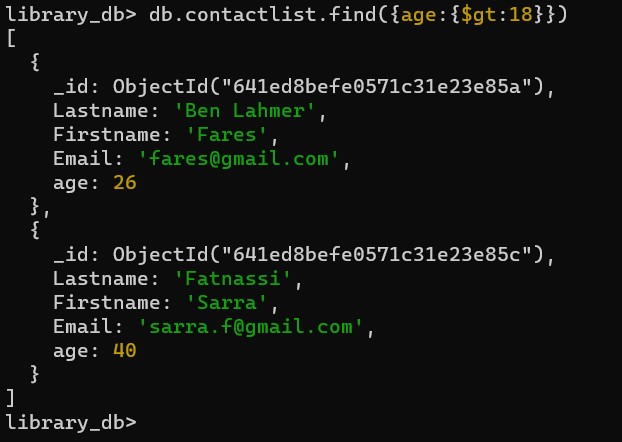 library_db> db.contactlist.find({age:{$gt:18}})
[
  {
    _id: ObjectId("641ed8befe0571c31e23e85a"),
    Lastname: 'Ben Lahmer',
    Firstname: 'Fares',
    Email: 'fares@gmail.com',
    age: 26
  },
  {
    _id: ObjectId("641ed8befe0571c31e23e85c"),
    Lastname: 'Fatnassi',
    Firstname: 'Sarra',
    Email: 'sarra.f@gmail.com',
    age: 40
  }
]
library_db>